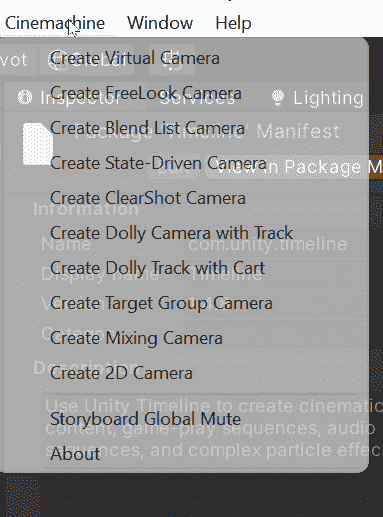 Cinemachine Window Help
Create Virtual Camera
Create FreeLook Camera
Create Blend List Camera
Create State-Driven Camera
Create ClearShot Camera
Create Dolly Camera with Track
Create Dolly Track with Cart
Create Target Group Camera
Create Mixing Camera
Create 2D Camera
Storyboard Global Mute
About
vot Global
Inspector Services Lighting
Package 'Timeline' Manifest
View in Package M
Information
Name com.unity.timeline
Display name Timeline
Description
Use Unity Timeline to create cinematic
content, game-play sequences, audio
sequences, and complex particle effec